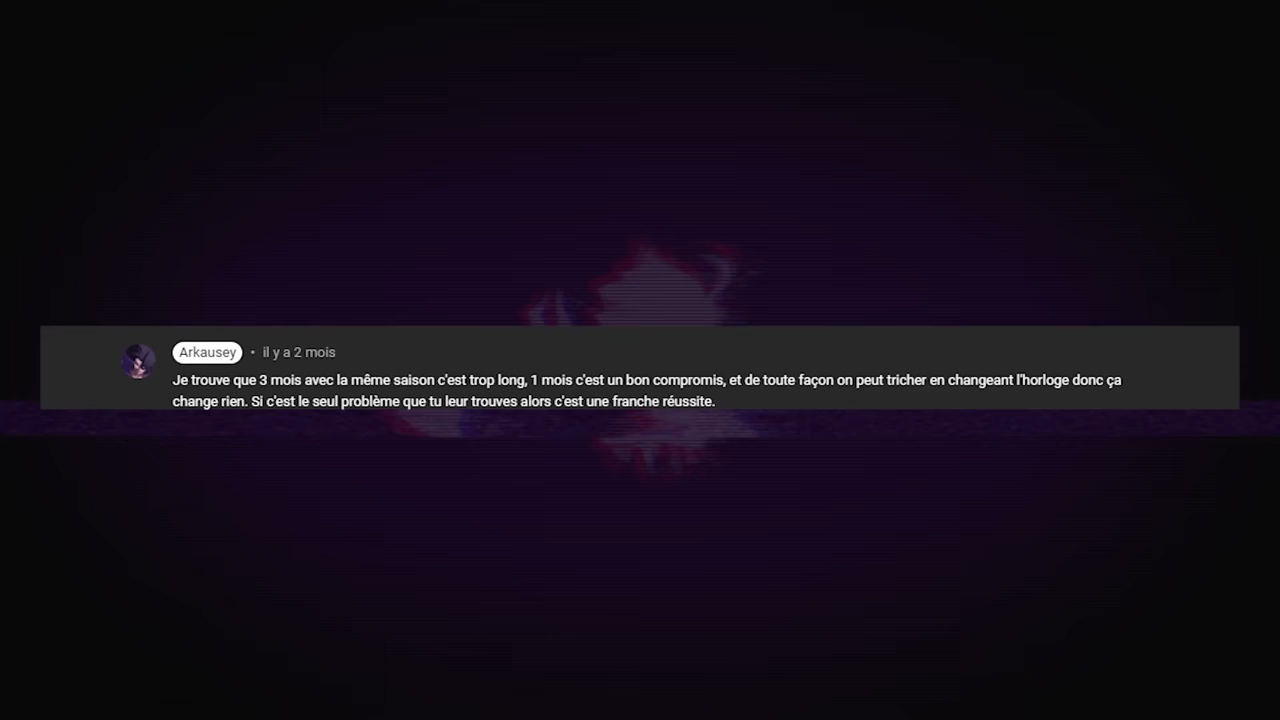 Arkausey • il y a 2 mois
Je trouve que 3 mois avec la même saison c'est trop long, 1 mois c'est un bon compromis, et de toute façon on peut tricher en changeant l'horloge donc ça
change rien. Si c'est le seul problème que tu leur trouves alors c'est une franche réussite.